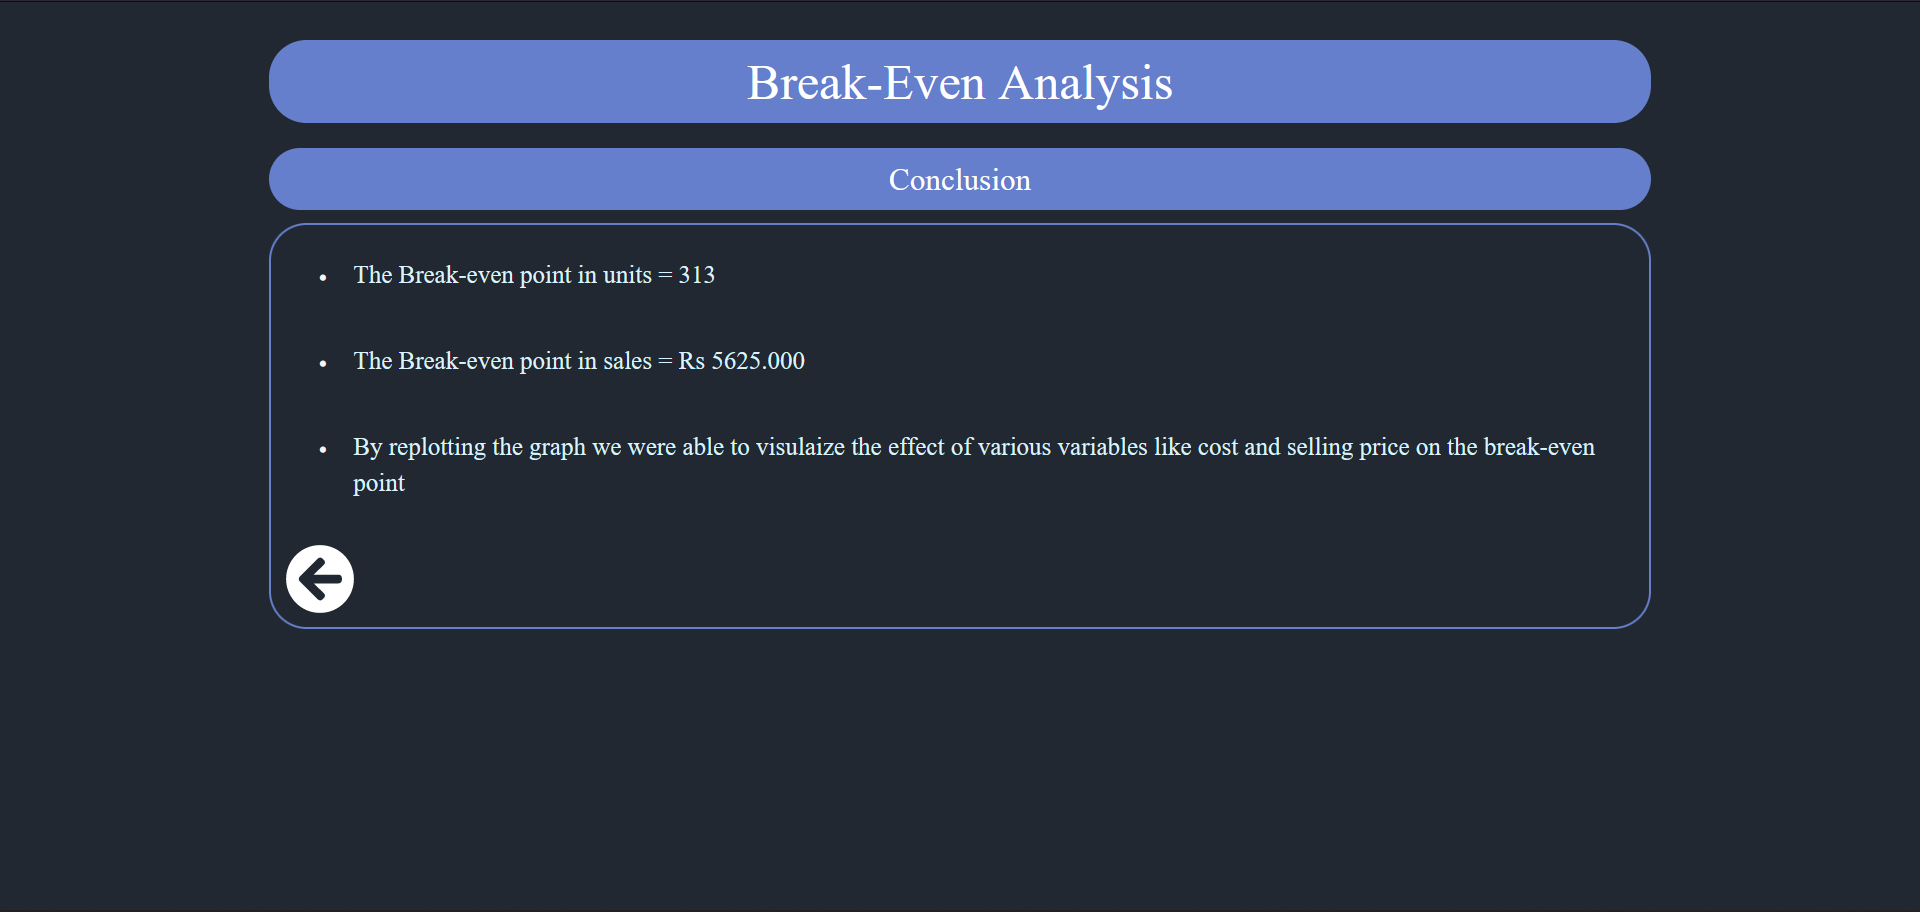 Break-Even Analysis
Conclusion
• The Break-even point in units = 313
• The Break-even point in sales = Rs 5625.000
• By replotting the graph we were able to visulaize the effect of various variables like cost and selling price on the break-even
point